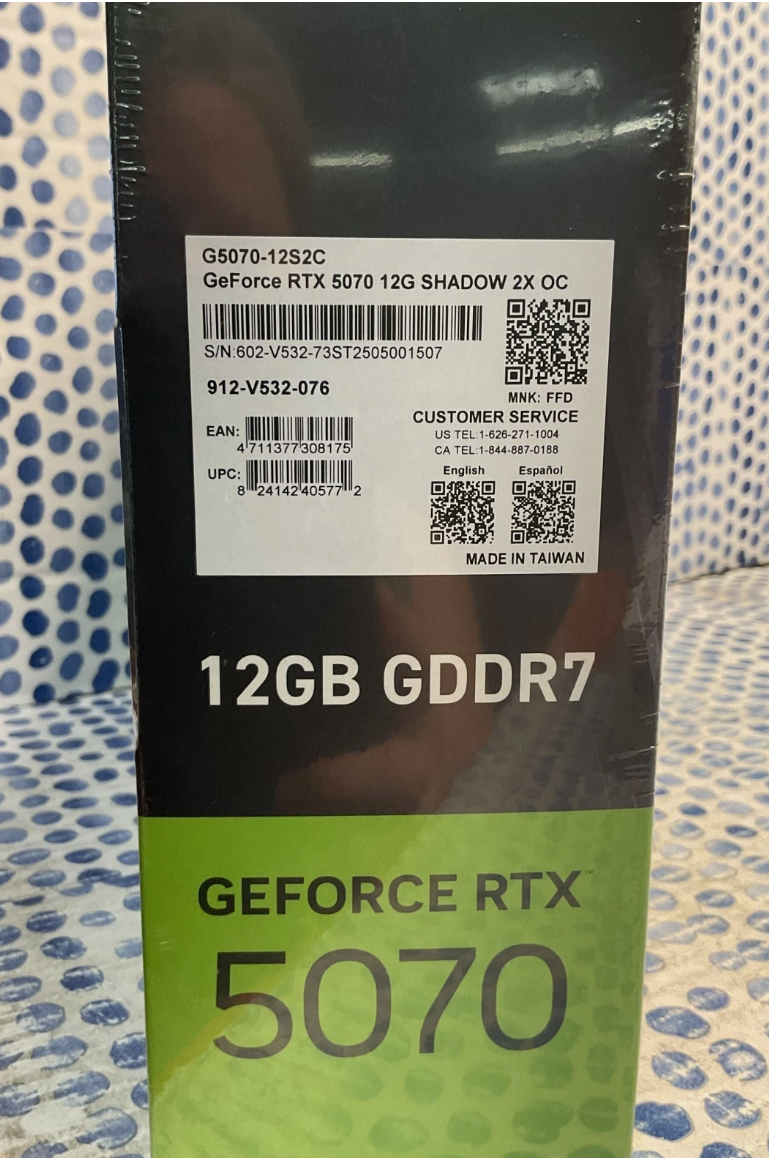 G5070-12S2C
GeForce RTX 5070 12G SHADOW 2X OC
S/N:602-V532-73ST2505001507
912-V532-076
MNK: FFD
CUSTOMER SERVICE
US TEL:1-626-271-1004
CA TEL:1-844-887-0188
EAN:
4 711377 308175
UPC:
8 24142 40577 2
English Español
MADE IN TAIWAN
12GB GDDR7
GEFORCE RTX™
5070